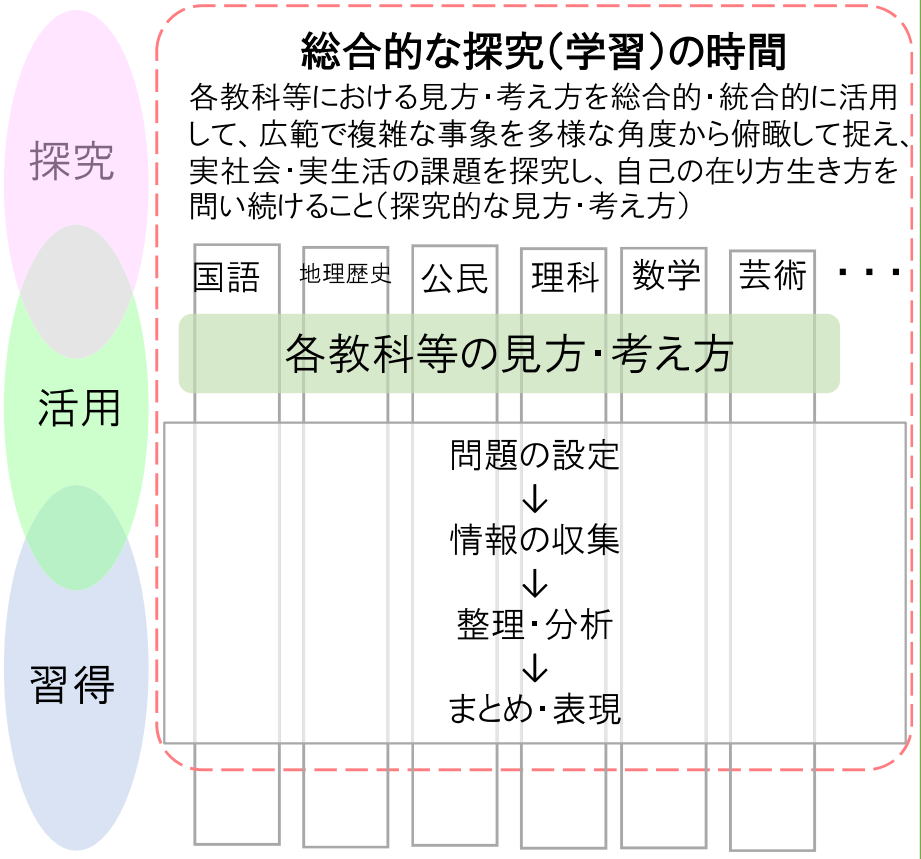 総合的な探究(学習)の時間
各教科等における見方・考え方を総合的・統合的に活用
して、広範で複雑な事象を多様な角度から俯瞰して捉え、
実社会・実生活の課題を探究し、自己の在り方生き方を
問い続けること(探究的な見方・考え方)
探究
活用
習得
国語
地理歴史
公民
理科
数学
芸術
・・・
各教科等の見方・考え方
問題の設定
↓
情報の収集
↓
整理・分析
↓
まとめ・表現